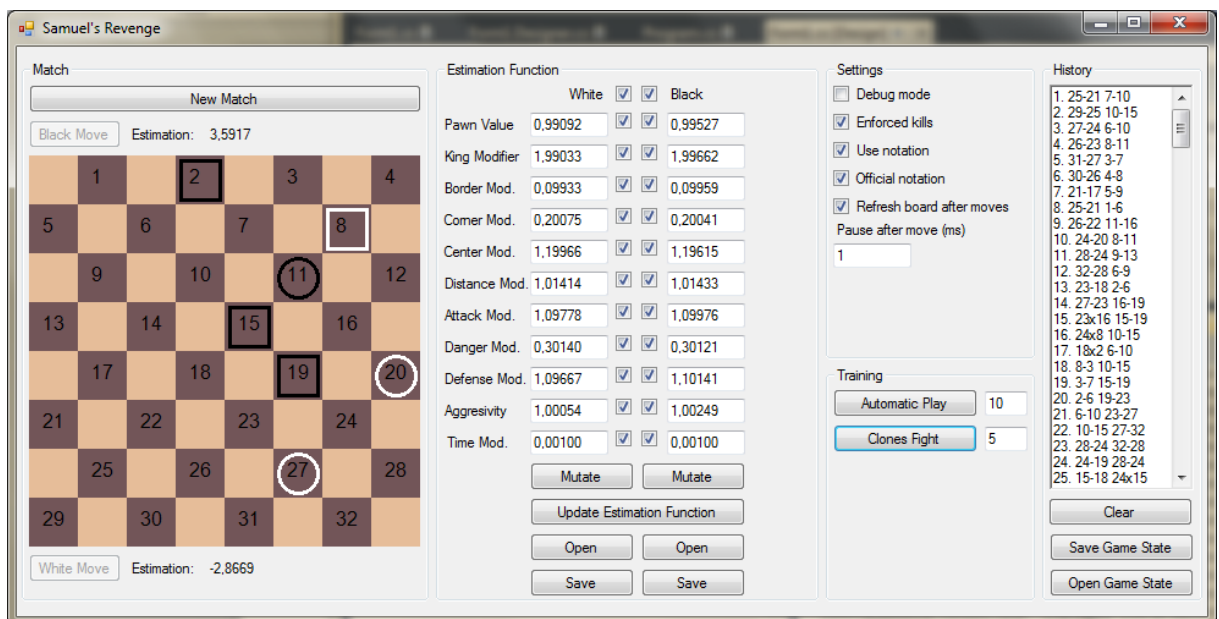 Samuel's Revenge
Match
New Match
Black Move Estimation: 3,5917
1 2 3 4
5 6 7 8
9 10 11 12
13 14 15 16
17 18 19 20
21 22 23 24
25 26 27 28
29 30 31 32
White Move Estimation: -2,8669
Estimation Function
White Black
Pawn Value 0,99092 0,99527
King Modifier 1,99033 1,99662
Border Mod. 0,09933 0,09959
Corner Mod. 0,20075 0,20041
Center Mod. 1,19966 1,19615
Distance Mod. 1,01414 1,01433
Attack Mod. 1,09778 1,09976
Danger Mod. 0,30140 0,30121
Defense Mod. 1,09667 1,10141
Aggresivity 1,00054 1,00249
Time Mod. 0,00100 0,00100
Mutate Mutate
Update Estimation Function
Open Open
Save Save
Settings
Debug mode
Enforced kills
Use notation
Official notation
Refresh board after moves
Pause after move (ms)
1
Training
Automatic Play 10
Clones Fight 5
History
1. 25-21 7-10
2. 29-25 10-15
3. 27-24 6-10
4. 26-23 8-11
5. 31-27 3-7
6. 30-26 4-8
7. 21-17 5-9
8. 25-21 1-6
9. 26-22 11-16
10. 24-20 8-11
11. 28-24 9-13
12. 32-28 6-9
13. 23-18 2-6
14. 27-23 16-19
15. 23x16 15-19
16. 24x8 10-15
17. 18x2 6-10
18. 8-3 10-15
19. 3-7 15-19
20. 2-6 19-23
21. 6-10 23-27
22. 10-15 27-32
23. 28-24 32-28
24. 24-19 28-24
25. 15-18 24x15
Clear
Save Game State
Open Game State